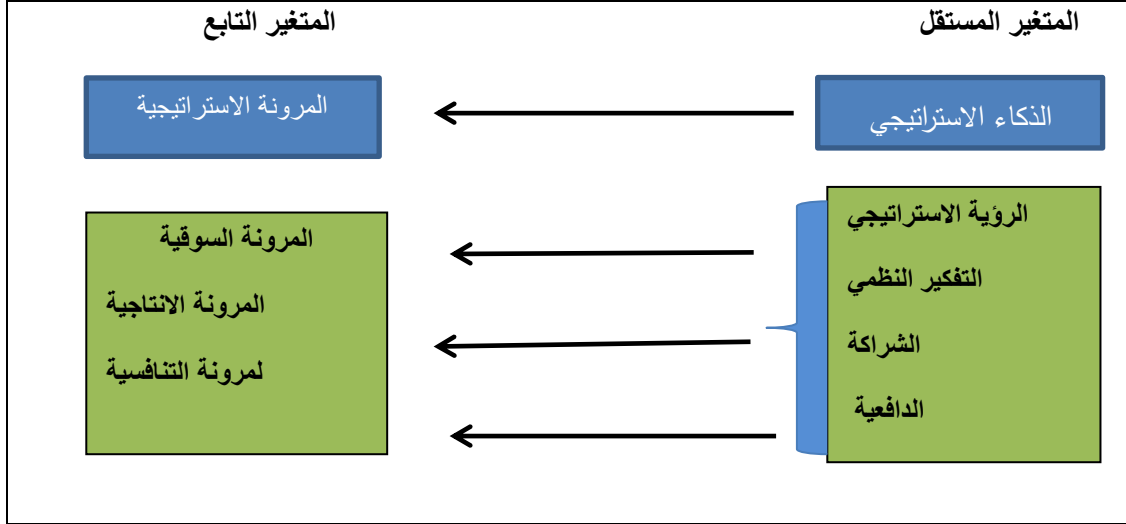 المتغير المستقل
المتغير التابع
الذكاء الاستراتيجي
المرونة الاستراتيجية
الرؤية الاستراتيجي
التفكير النظمي
الشراكة
الدافعية
المرونة السوقية
المرونة الانتاجية
لمرونة التنافسية